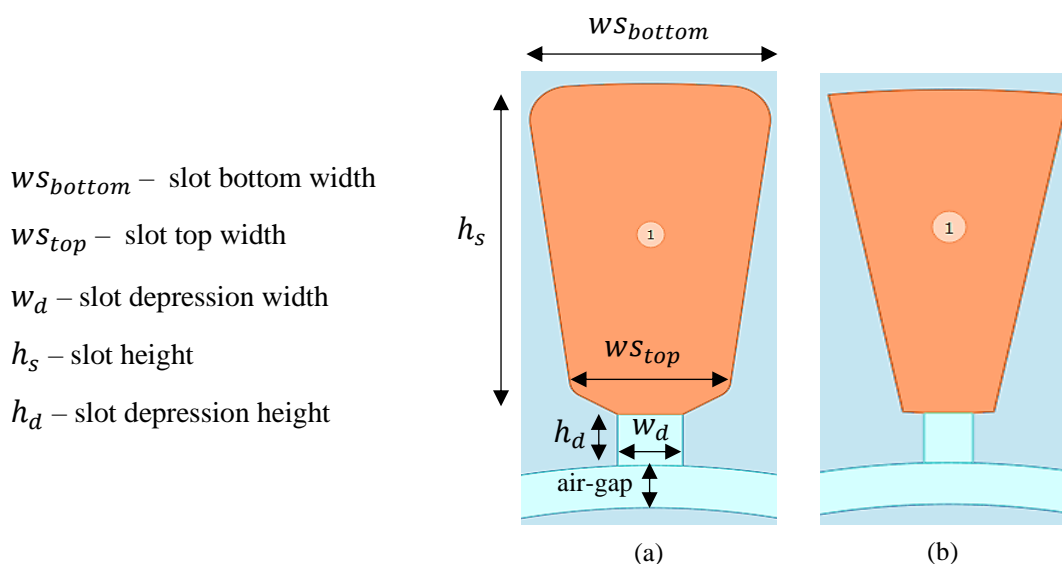 ws_bottom
ws_bottom – slot bottom width
ws_top – slot top width
w_d – slot depression width
h_s – slot height
h_d – slot depression height
h_s
1
1
ws_top
h_d
w_d
air-gap
(a)
(b)